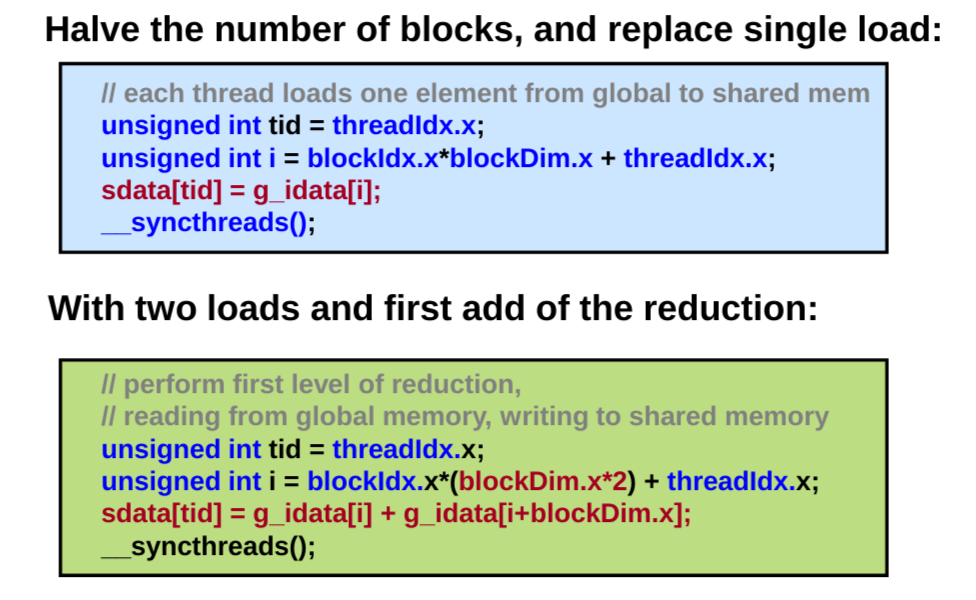 Halve the number of blocks, and replace single load:
// each thread loads one element from global to shared mem
unsigned int tid = threadIdx.x;
unsigned int i = blockIdx.x*blockDim.x + threadIdx.x;
sdata[tid] = g_idata[i];
__syncthreads();
With two loads and first add of the reduction:
// perform first level of reduction,
// reading from global memory, writing to shared memory
unsigned int tid = threadIdx.x;
unsigned int i = blockIdx.x*(blockDim.x*2) + threadIdx.x;
sdata[tid] = g_idata[i] + g_idata[i+blockDim.x];
__syncthreads();